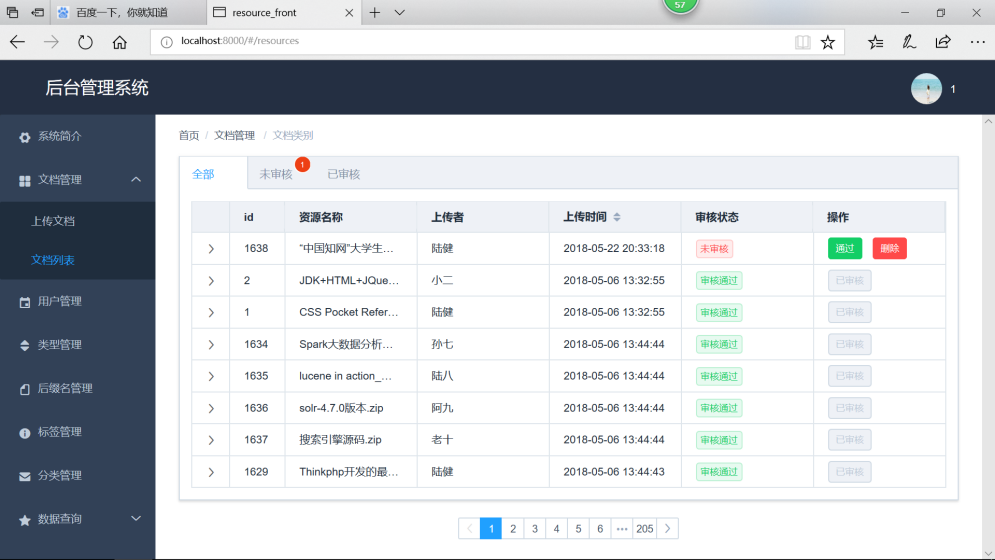 57
百度一下，你就知道 resource_front
localhost:8000/#/resources
后台管理系统 1
系统简介
文档管理
上传文档
文档列表
用户管理
类型管理
后缀名管理
标签管理
分类管理
数据查询
首页 / 文档管理 / 文档类别
全部 未审核 1 已审核
id 资源名称 上传者 上传时间 审核状态 操作
1638 “中国知网”大学生... 陆健 2018-05-22 20:33:18 未审核 通过 删除
2 JDK+HTML+JQue... 小二 2018-05-06 13:32:55 审核通过 已审核
1 CSS Pocket Refer... 陆健 2018-05-06 13:32:55 审核通过 已审核
1634 Spark大数据分析... 孙七 2018-05-06 13:44:44 审核通过 已审核
1635 lucene in action_... 陆八 2018-05-06 13:44:44 审核通过 已审核
1636 solr-4.7.0版本.zip 阿九 2018-05-06 13:44:44 审核通过 已审核
1637 搜索引擎源码.zip 老十 2018-05-06 13:44:44 审核通过 已审核
1629 Thinkphp开发的最... 陆健 2018-05-06 13:44:43 审核通过 已审核
1 2 3 4 5 6 ••• 205